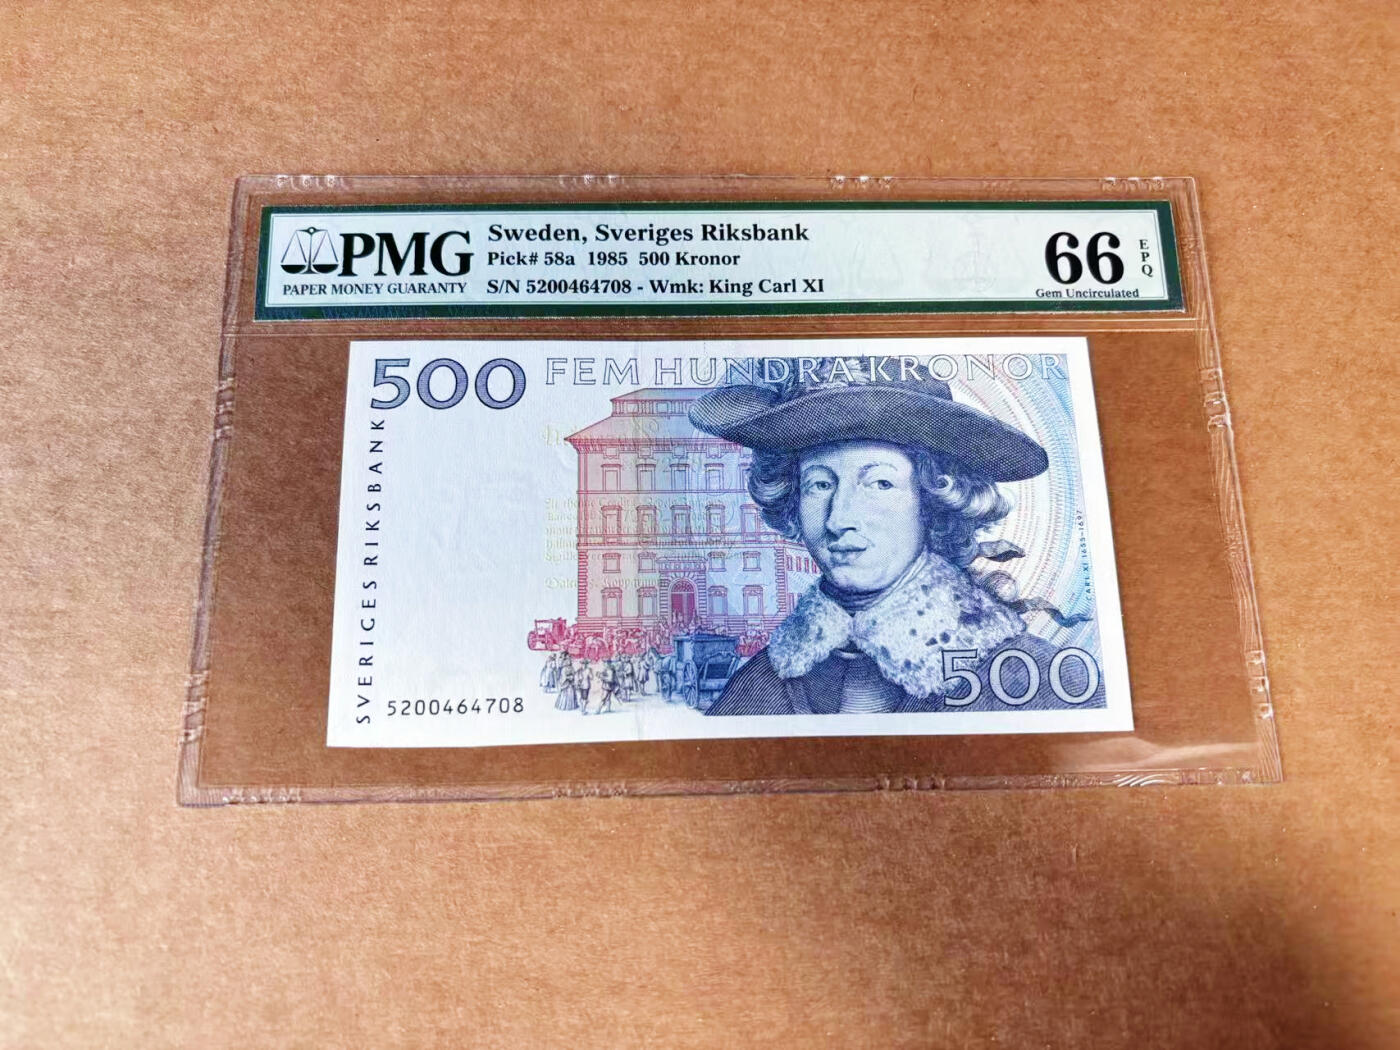 PMG
PAPER MONEY GUARANTY
Sweden, Sveriges Riksbank
Pick# 58a 1985 500 Kronor
S/N 5200464708 - Wmk: King Carl XI
66
EPQ
Gem Uncirculated
500 FEM HUNDRA KRONOR
SVERIGES RIKSBANK
CARL XI 1655-1697
5200464708
500